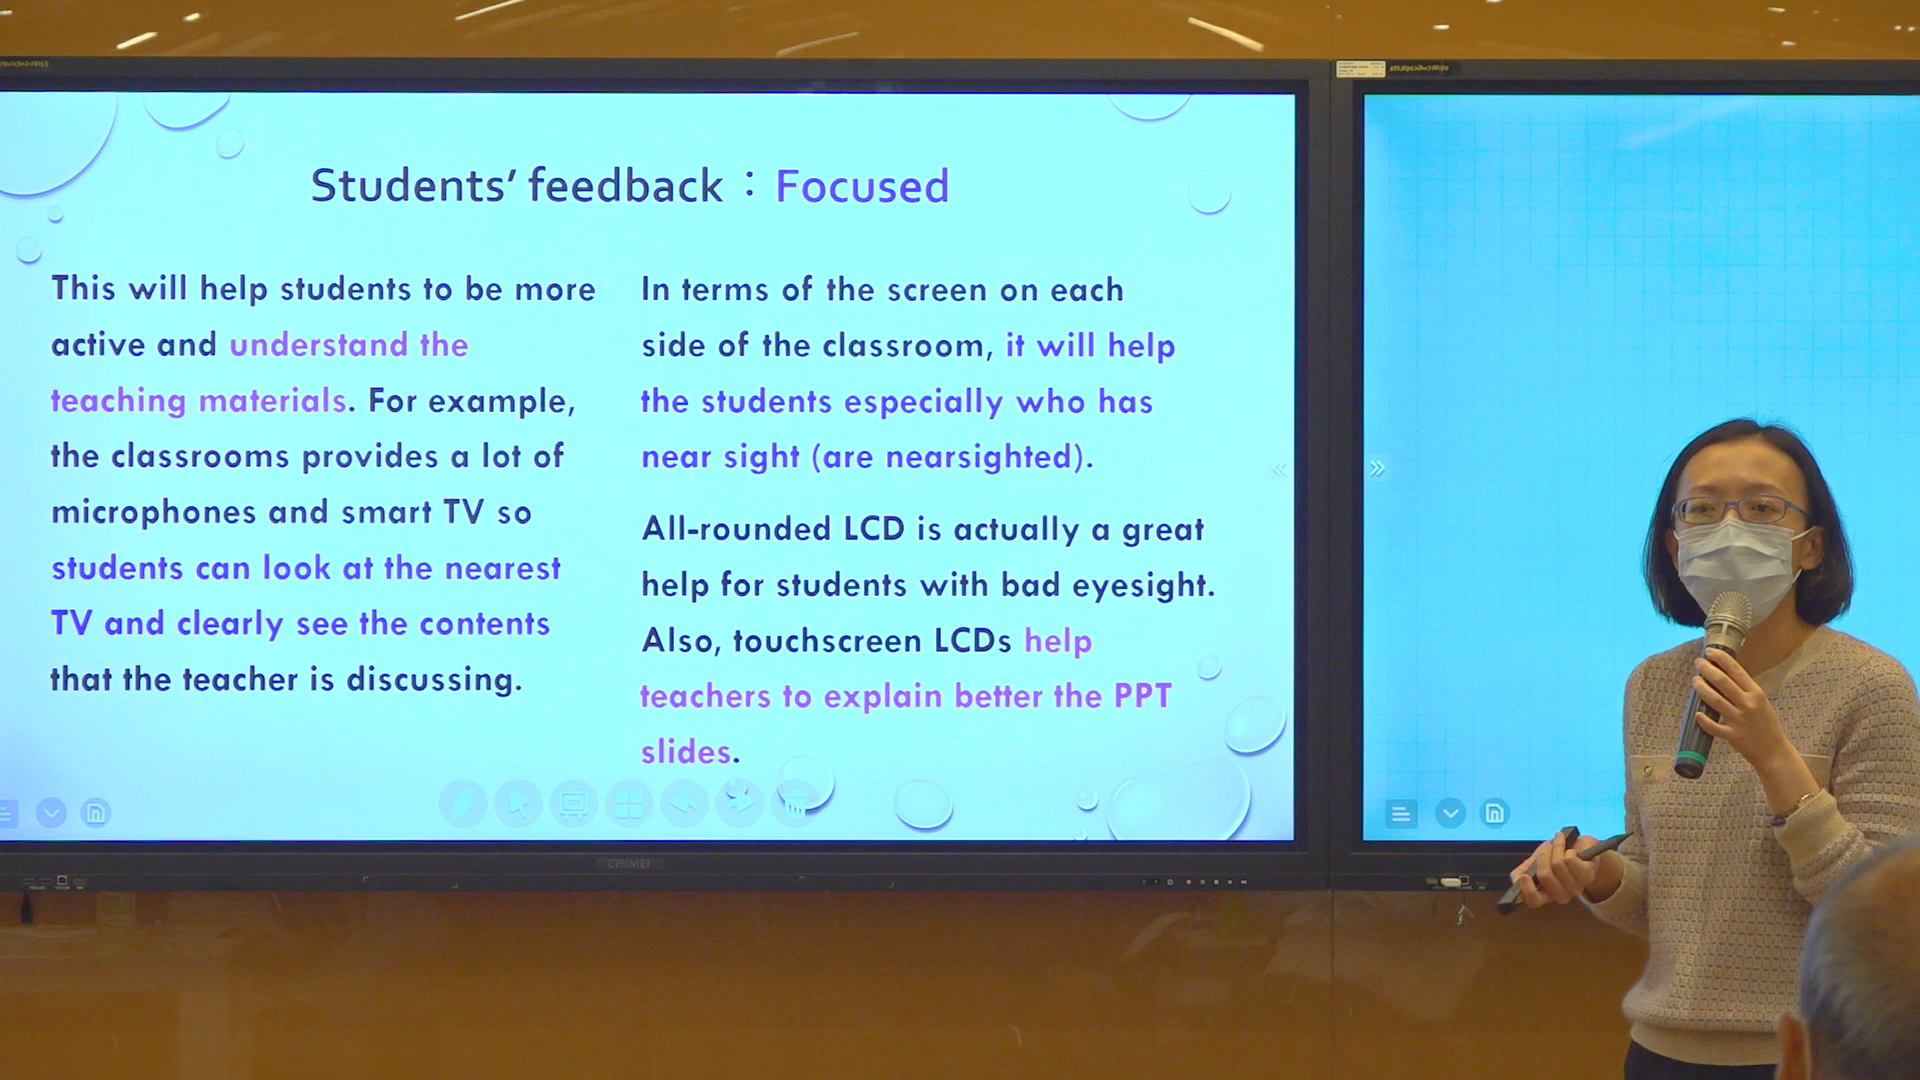 Students’ feedback：Focused
This will help students to be more
active and understand the
teaching materials. For example,
the classrooms provides a lot of
microphones and smart TV so
students can look at the nearest
TV and clearly see the contents
that the teacher is discussing.
In terms of the screen on each
side of the classroom, it will help
the students especially who has
near sight (are nearsighted).
All-rounded LCD is actually a great
help for students with bad eyesight.
Also, touchscreen LCDs help
teachers to explain better the PPT
slides.
CHIMEI